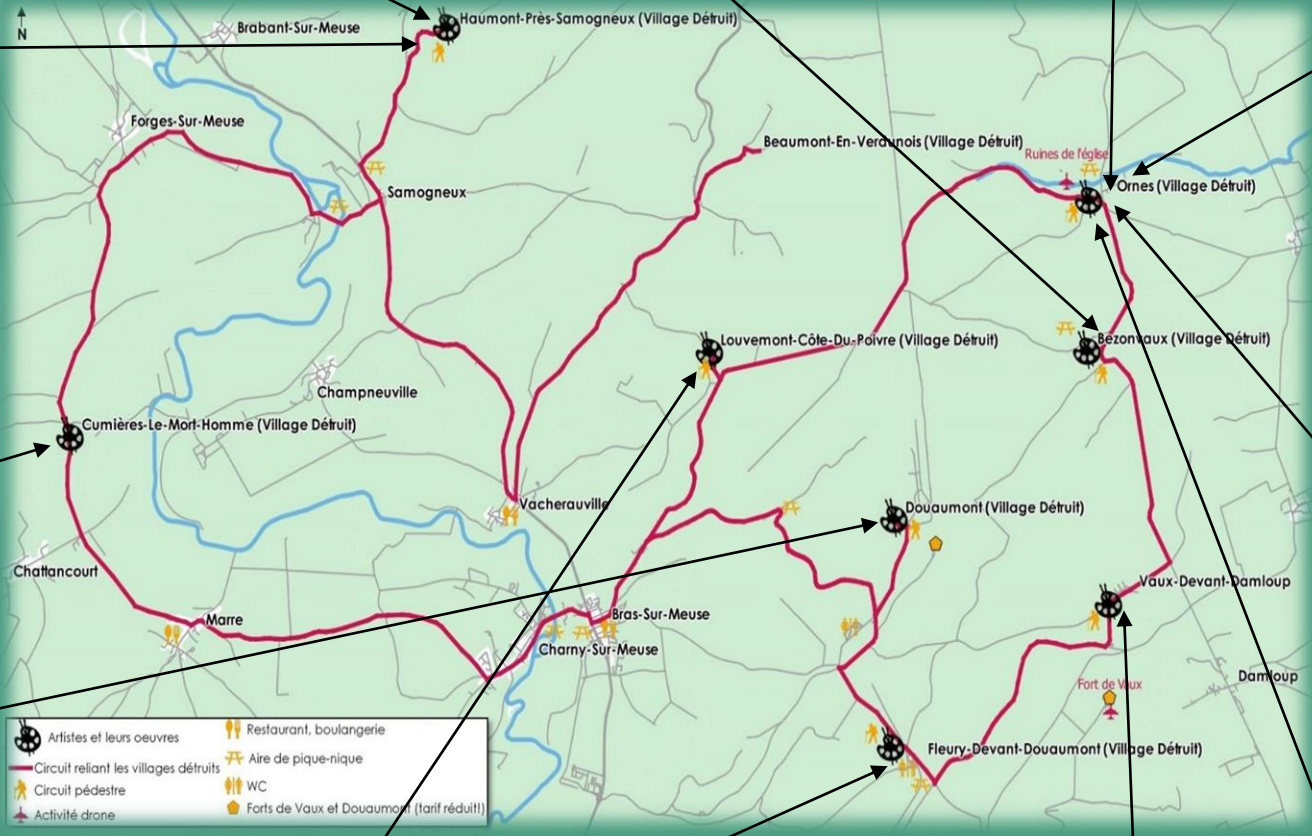 N
Haumont-Près-Samogneux (Village Détruit)
Brabant-Sur-Meuse
Forges-Sur-Meuse
Beaumont-En-Verdunois (Village Détruit)
Ruines de l'église
Ornes (Village Détruit)
Samogneux
Louvemont-Côte-Du-Poivre (Village Détruit)
Bezonvaux (Village Détruit)
Champneuville
Cumières-Le-Mort-Homme (Village Détruit)
Vacherauville
Douaumont (Village Détruit)
Chattancourt
Vaux-Devant-Damloup
Marre
Bras-Sur-Meuse
Charny-Sur-Meuse
Damloup
Fort de Vaux
Fleury-Devant-Douaumont (Village Détruit)
Artistes et leurs oeuvres
Circuit reliant les villages détruits
Circuit pédestre
Activité drone
Restaurant, boulangerie
Aire de pique-nique
WC
Forts de Vaux et Douaumont (tarif réduit!)